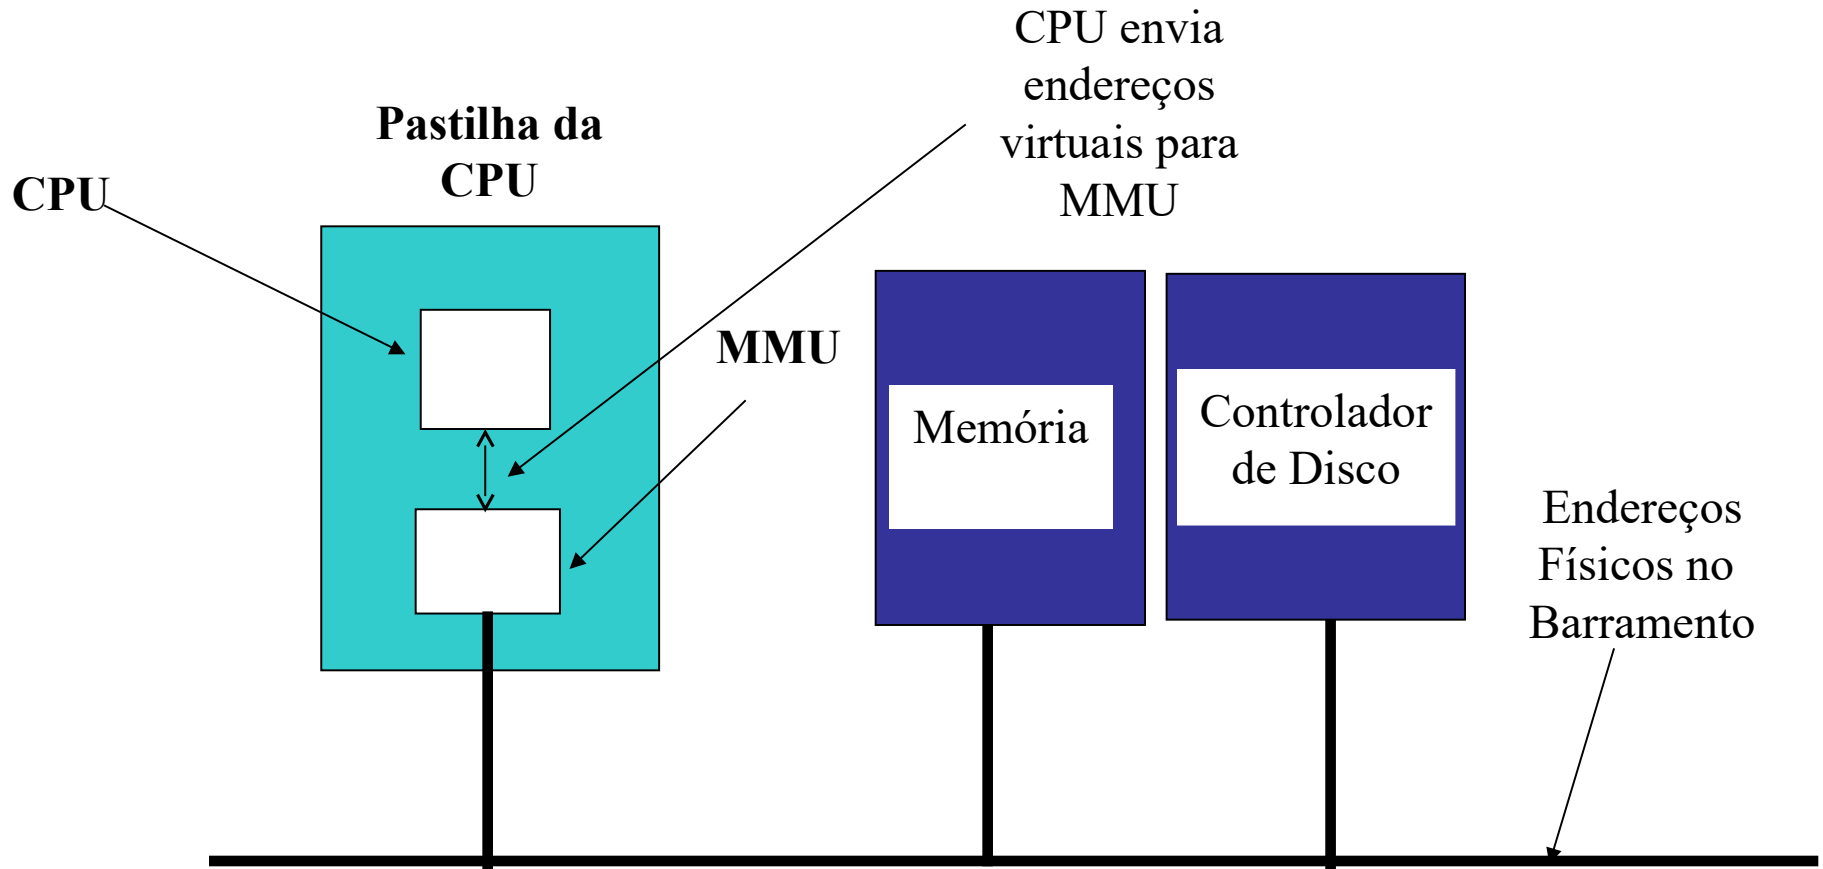 CPU envia
endereços
virtuais para
MMU
Pastilha da
CPU
CPU
MMU
Memória
Controlador
de Disco
Endereços
Físicos no
Barramento